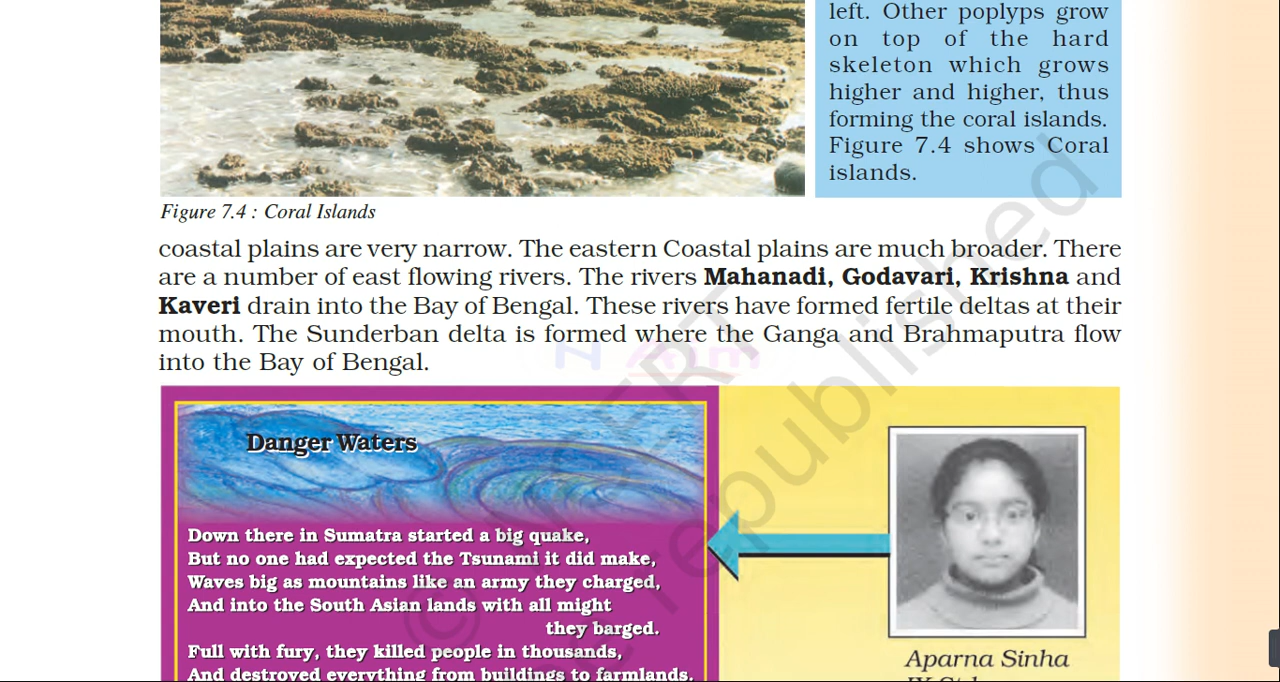 left. Other poplyps grow
on top of the hard
skeleton which grows
higher and higher, thus
forming the coral islands.
Figure 7.4 shows Coral
islands.
Figure 7.4 : Coral Islands
coastal plains are very narrow. The eastern Coastal plains are much broader. There
are a number of east flowing rivers. The rivers Mahanadi, Godavari, Krishna and
Kaveri drain into the Bay of Bengal. These rivers have formed fertile deltas at their
mouth. The Sunderban delta is formed where the Ganga and Brahmaputra flow
into the Bay of Bengal.
Danger Waters
Down there in Sumatra started a big quake,
But no one had expected the Tsunami it did make,
Waves big as mountains like an army they charged,
And into the South Asian lands with all might
they barged.
Full with fury, they killed people in thousands,
And destroyed everything from buildings to farmlands.
Aparna Sinha